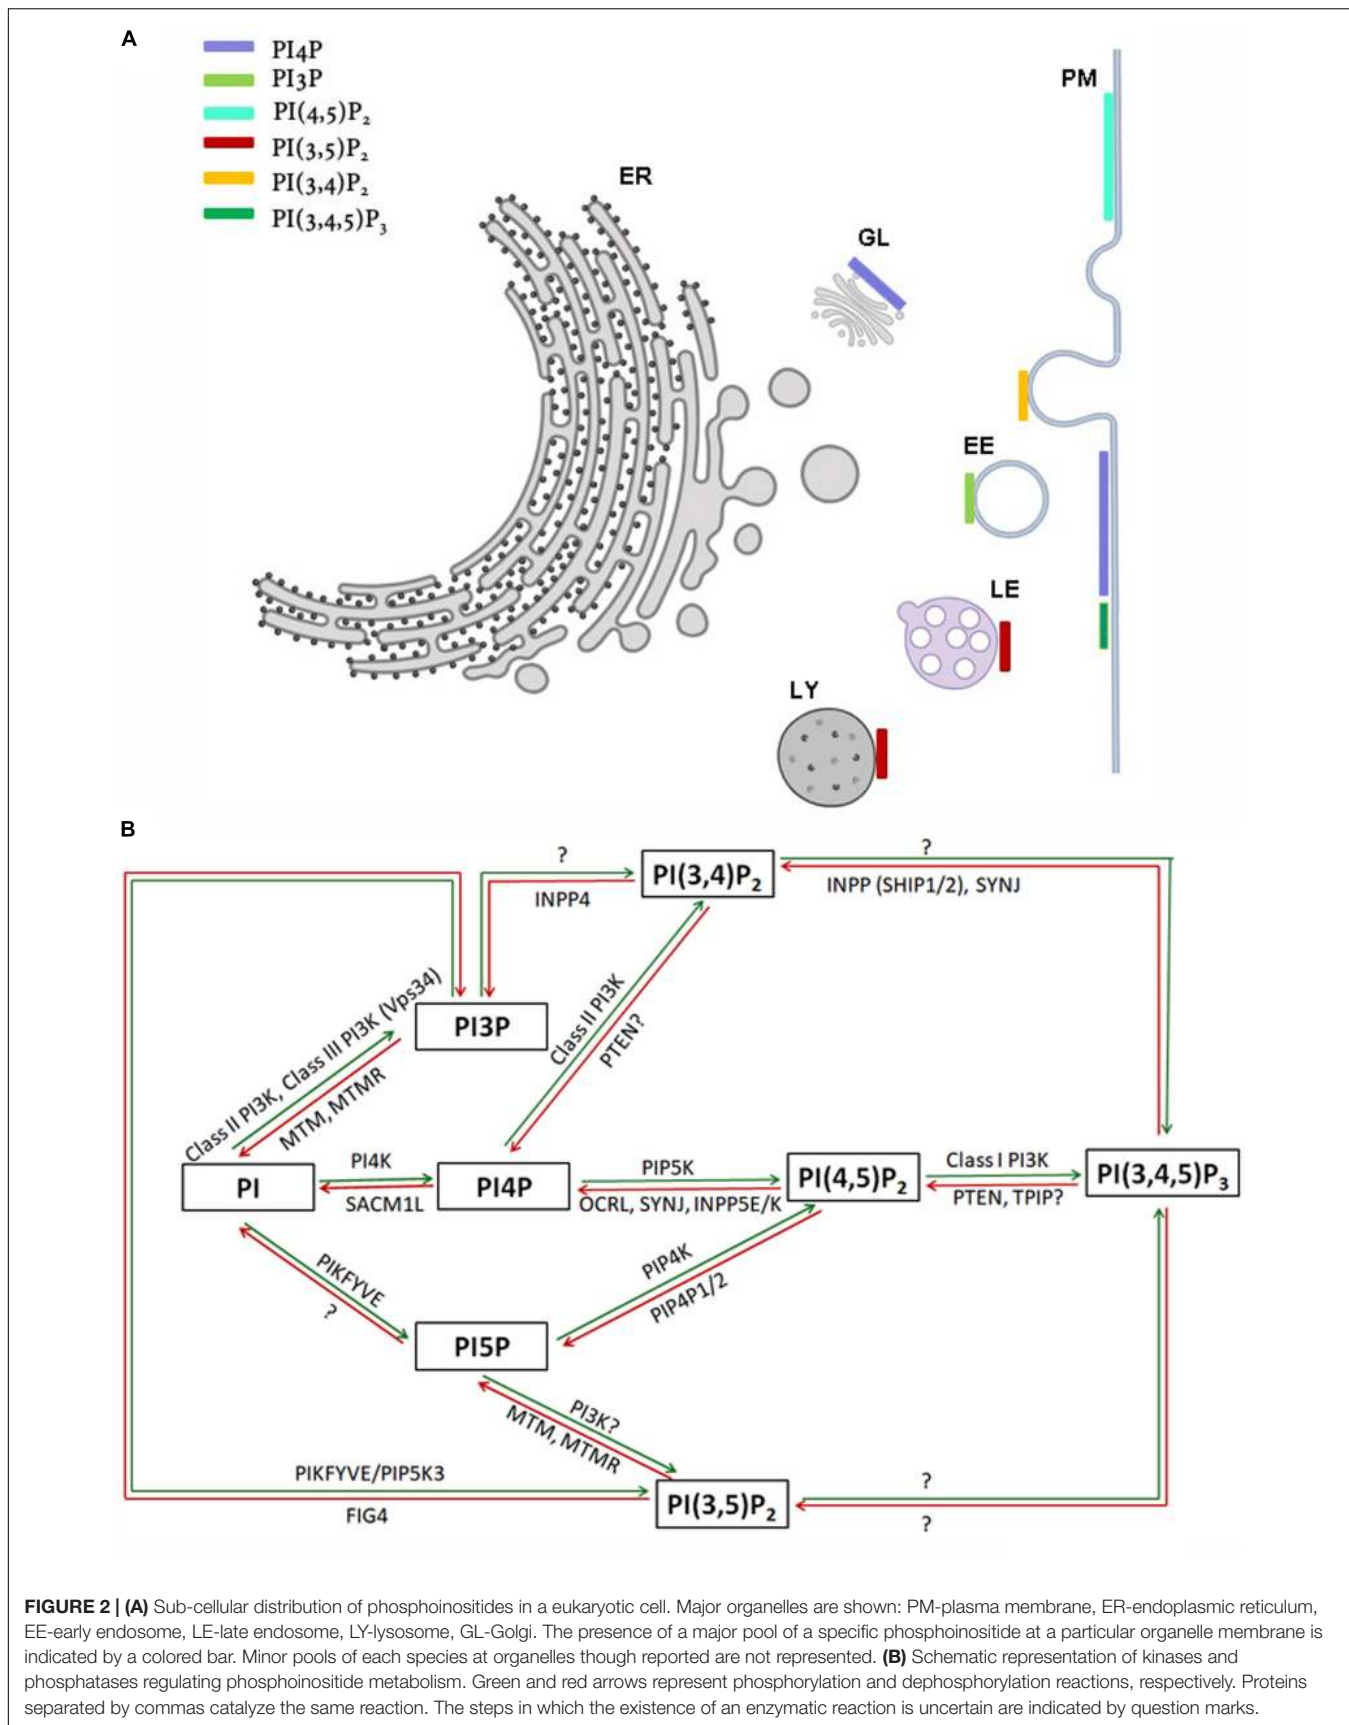 A
PI4P
PI3P
PI(4,5)P2
PI(3,5)P2
PI(3,4)P2
PI(3,4,5)P3
ER
GL
PM
EE
LE
LY
B
?
PI(3,4)P2
INPP4
?
INPP (SHIP1/2), SYNJ
Class II PI3K, Class III PI3K (Vps34)
MTM, MTMR
PI3P
Class II PI3K
PTEN?
PI
PI4K
SACM1L
PI4P
PIP5K
OCRL, SYNJ, INPP5E/K
PI(4,5)P2
Class I PI3K
PTEN, TPIP?
PI(3,4,5)P3
PIKFYVE
?
PIP4K
PIP4P1/2
PI5P
PI3K?
MTM, MTMR
PIKFYVE/PIP5K3
FIG4
PI(3,5)P2
?
?
FIGURE 2 | (A) Sub-cellular distribution of phosphoinositides in a eukaryotic cell. Major organelles are shown: PM-plasma membrane, ER-endoplasmic reticulum,
EE-early endosome, LE-late endosome, LY-lysosome, GL-Golgi. The presence of a major pool of a specific phosphoinositide at a particular organelle membrane is
indicated by a colored bar. Minor pools of each species at organelles though reported are not represented. (B) Schematic representation of kinases and
phosphatases regulating phosphoinositide metabolism. Green and red arrows represent phosphorylation and dephosphorylation reactions, respectively. Proteins
separated by commas catalyze the same reaction. The steps in which the existence of an enzymatic reaction is uncertain are indicated by question marks.